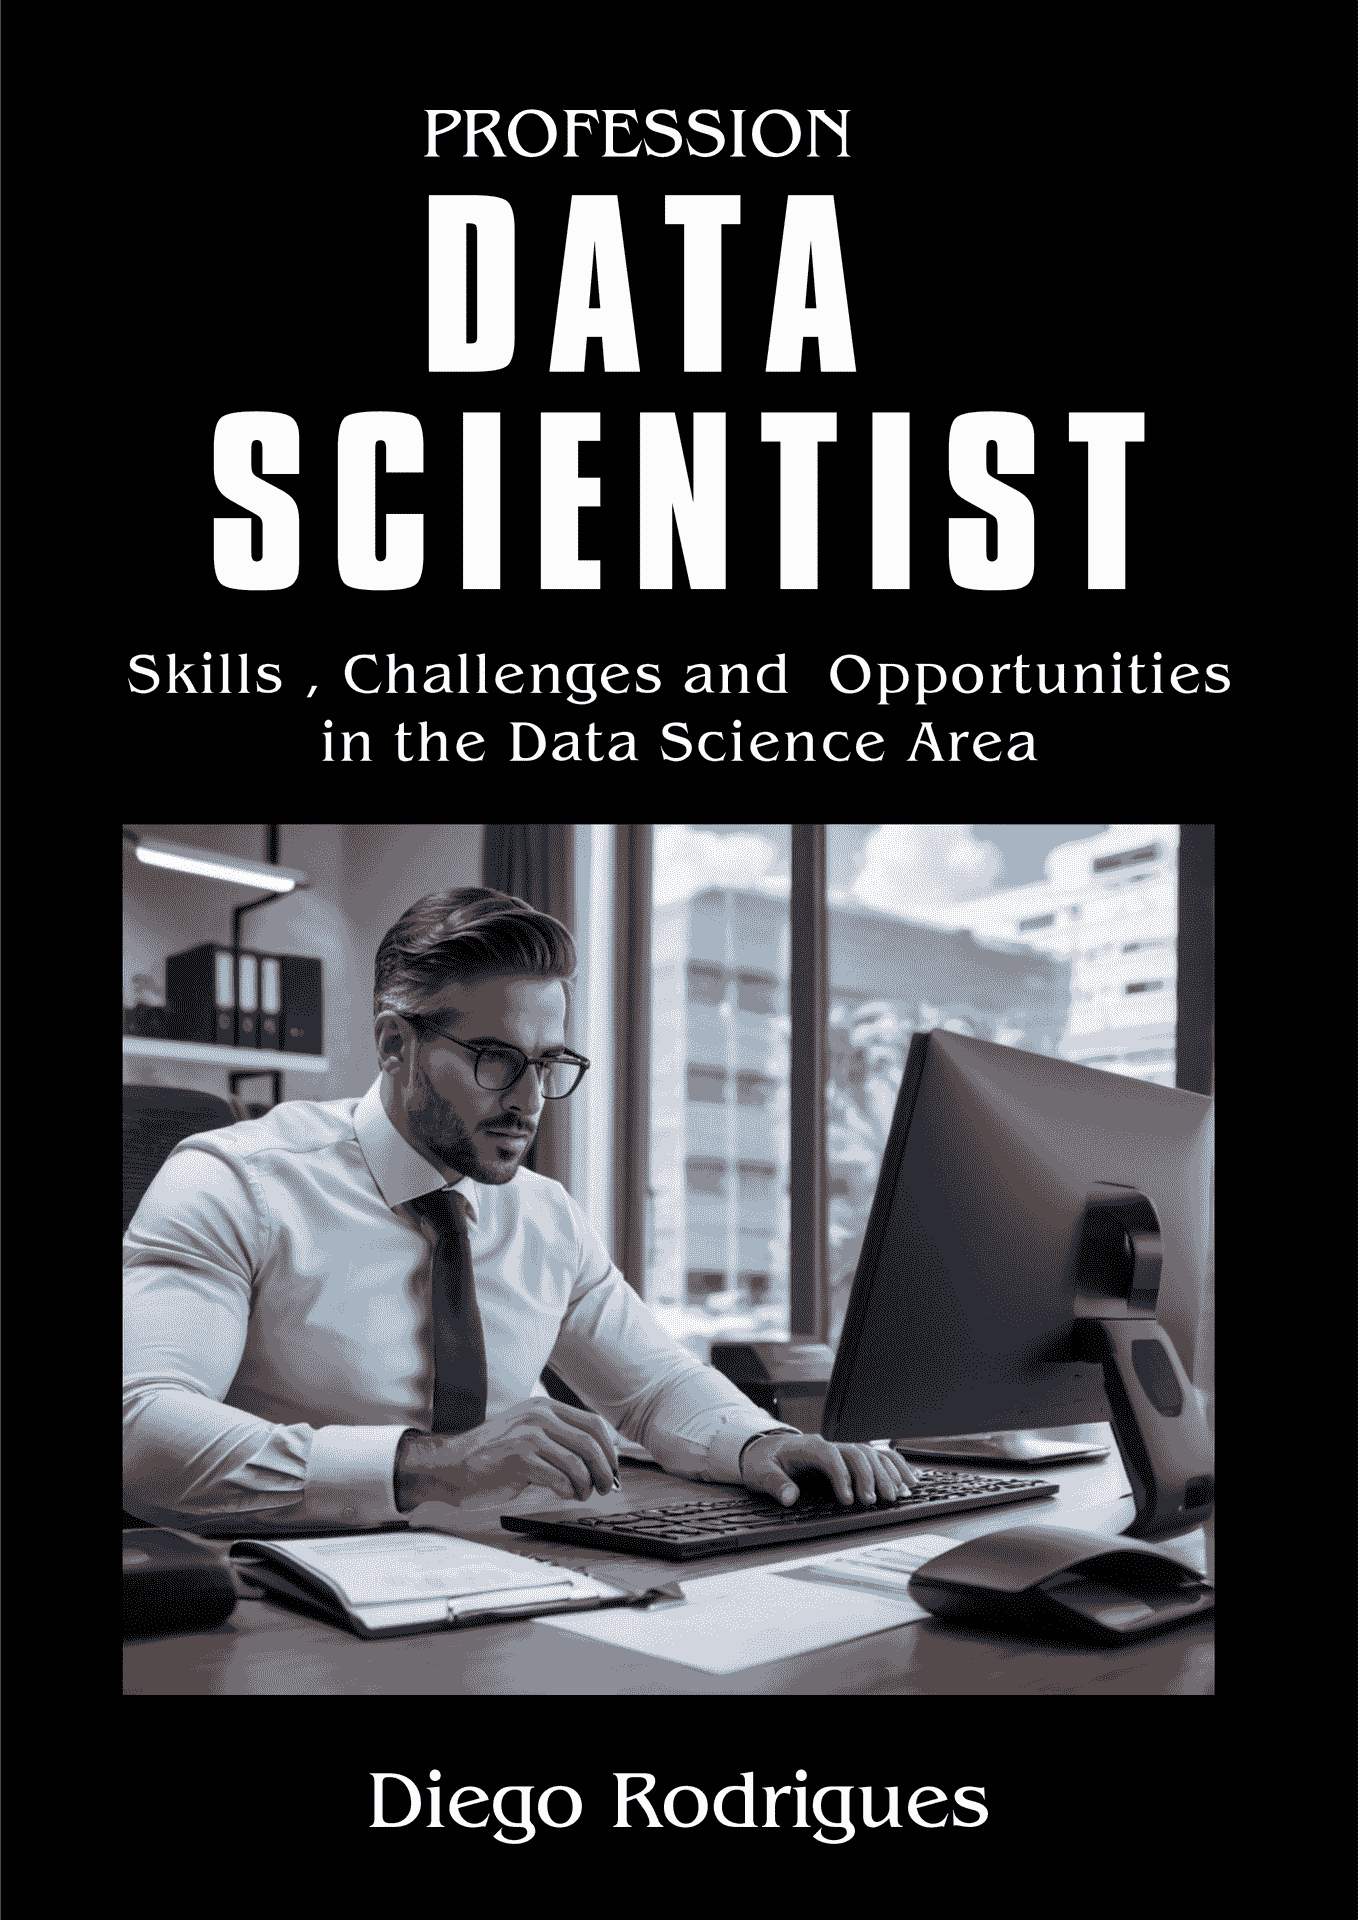 PROFESSION
DATA
SCIENTIST
Skills , Challenges and Opportunities
in the Data Science Area
Diego Rodrigues